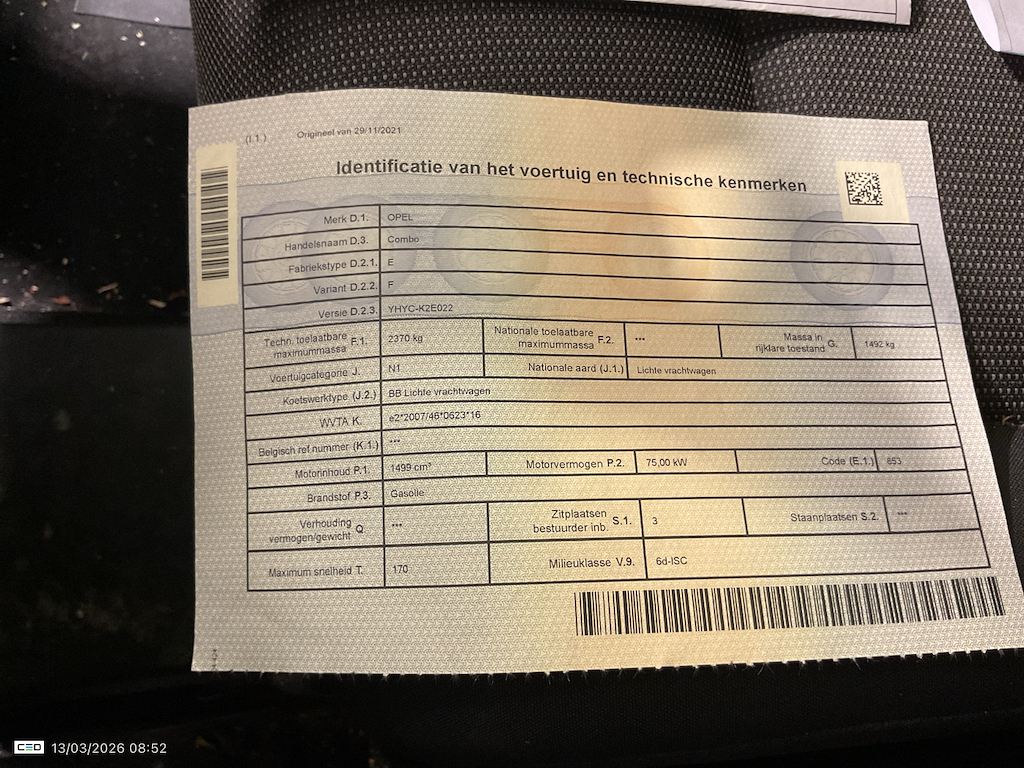 (I.1.) Origineel van 29/11/2021
Identificatie van het voertuig en technische kenmerken
Merk D.1. OPEL
Handelsnaam D.3. Combo
Fabriekstype D.2.1. E
Variant D.2.2. F
Versie D.2.3. YHYC-K2E022
Techn. toelaatbare maximummassa F.1. 2370 kg Nationale toelaatbare maximummassa F.2. *** Massa in rijklare toestand G. 1492 kg
Voertuigcategorie J. N1 Nationale aard (J.1.) Lichte vrachtwagen
Koetswerktype (J.2.) BB Lichte vrachtwagen
WVTA K. e2*2007/46*0623*16
Belgisch ref.nummer (K.1.) ***
Motorinhoud P.1. 1499 cm³ Motorvermogen P.2. 75,00 kW Code (E.1.) 853
Brandstof P.3. Gasolie
Verhouding vermogen/gewicht Q *** Zitplaatsen bestuurder inb. S.1. 3 Staanplaatsen S.2. ***
Maximum snelheid T. 170 Milieuklasse V.9. 6d-ISC
CEO 13/03/2026 08:52